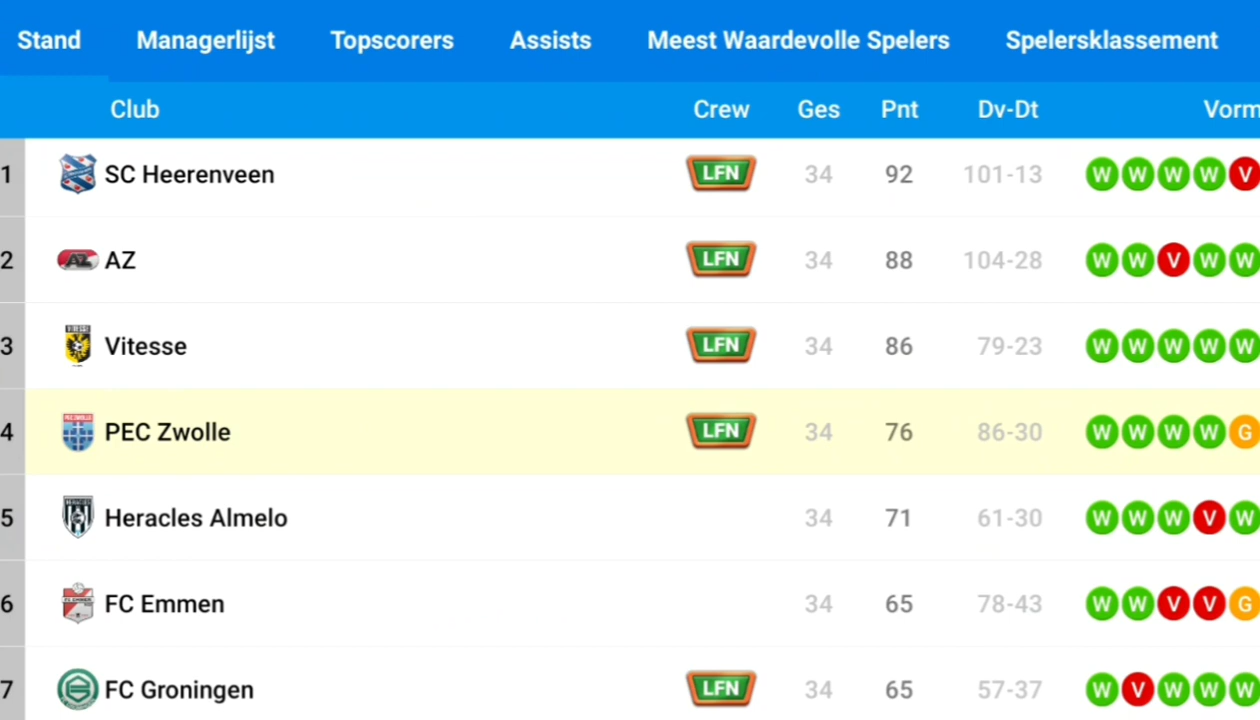 Stand Managerlijst Topscorers Assists Meest Waardevolle Spelers Spelersklassement
Club Crew Ges Pnt Dv-Dt Vorm
1 SC Heerenveen LFN 34 92 101-13 W W W W V
2 AZ LFN 34 88 104-28 W W V W W
3 Vitesse LFN 34 86 79-23 W W W W W
4 PEC Zwolle LFN 34 76 86-30 W W W W G
5 Heracles Almelo 34 71 61-30 W W W V W
6 FC Emmen 34 65 78-43 W W V V G
7 FC Groningen LFN 34 65 57-37 W V W W W